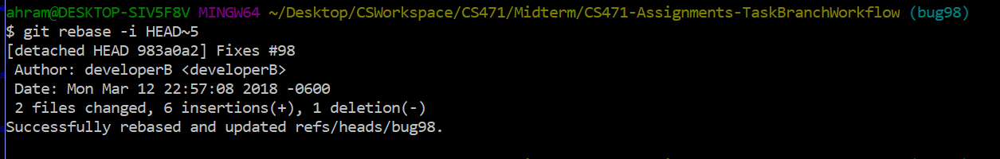 ahram@DESKTOP-SIV5F8V MINGW64 ~/Desktop/CSWorkspace/CS471/Midterm/CS471-Assignments-TaskBranchWorkflow (bug98)
$ git rebase -i HEAD~5
[detached HEAD 983a0a2] Fixes #98
 Author: developerB <developerB>
 Date: Mon Mar 12 22:57:08 2018 -0600
 2 files changed, 6 insertions(+), 1 deletion(-)
Successfully rebased and updated refs/heads/bug98.